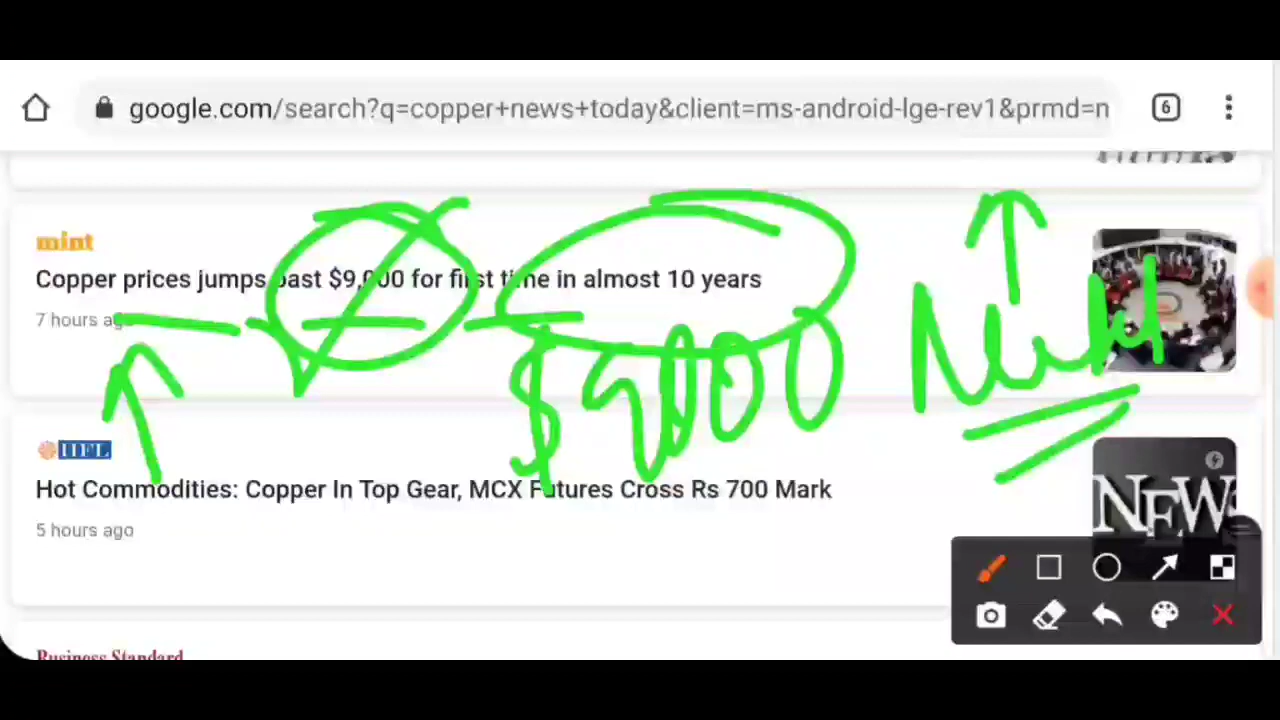 google.com/search?q=copper+news+today&client=ms-android-lge-rev1&prmd=n
6
mint
Copper prices jumps past $9,000 for first time in almost 10 years
7 hours ago
$9000
IIFL
Hot Commodities: Copper In Top Gear, MCX Futures Cross Rs 700 Mark
5 hours ago
NEWS
Business Standard